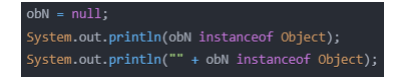 obN = null;
System.out.println(obN instanceof Object);
System.out.println("" + obN instanceof Object);